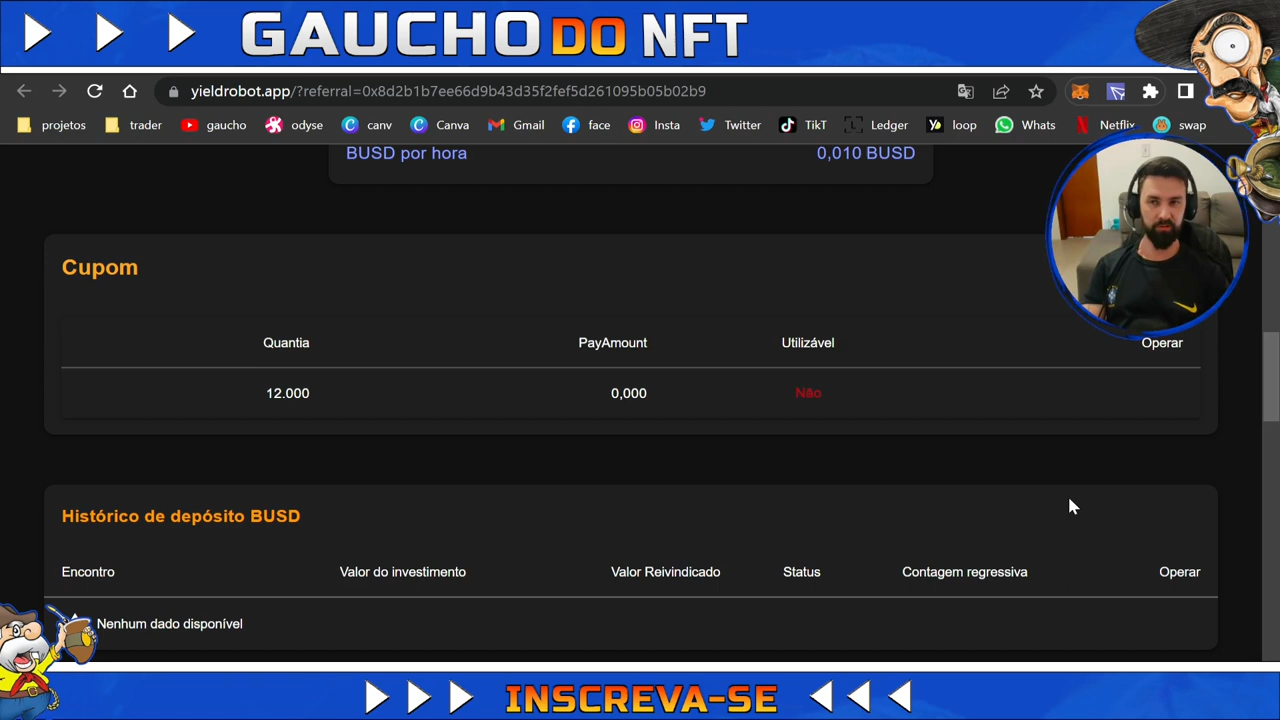 GAUCHO DO NFT
yieldrobot.app/?referral=0x8d2b1b7ee66d9b43d35f2fef5d261095b05b02b9
projetos trader gaucho odyse canv Canva Gmail face Insta Twitter TikT Ledger loop Whats Netflix swap
BUSD por hora 0,010 BUSD
Cupom
Quantia PayAmount Utilizável Operar
12.000 0,000 Não
Histórico de depósito BUSD
Encontro Valor do investimento Valor Reivindicado Status Contagem regressiva Operar
Nenhum dado disponível
INSCREVA-SE